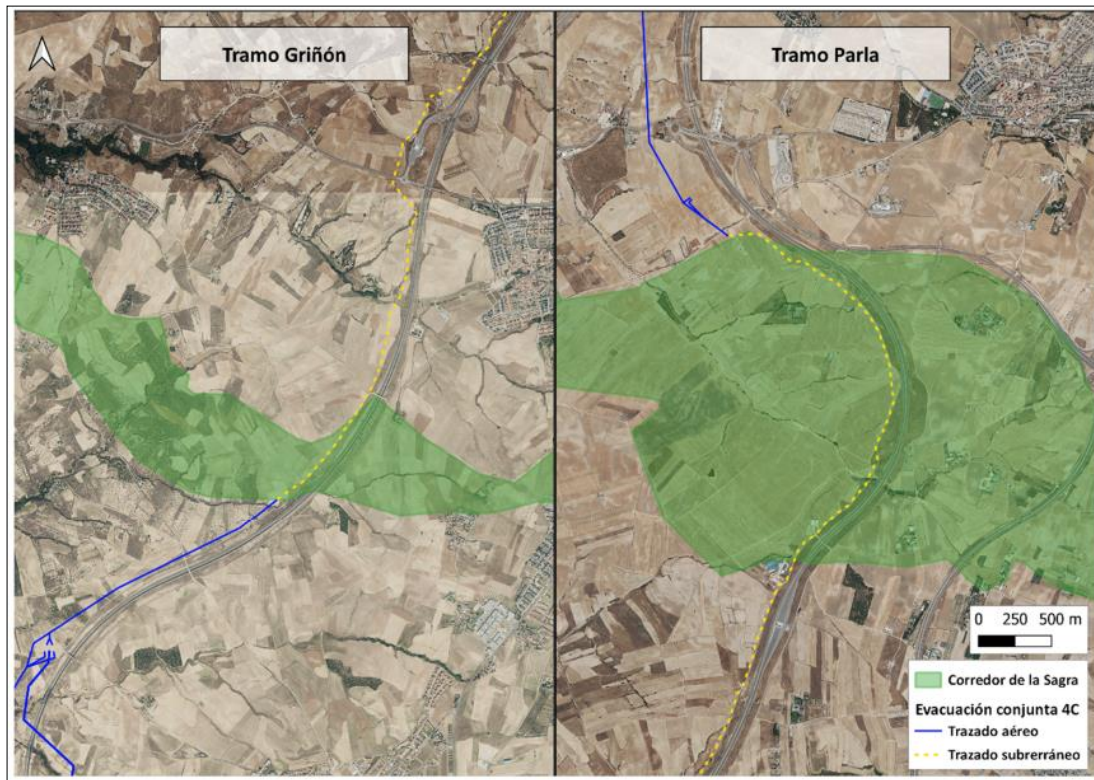 Tramo Griñón
Tramo Parla
0 250 500 m
Corredor de la Sagra
Evacuación conjunta 4C
Trazado aéreo
Trazado subrerráneo